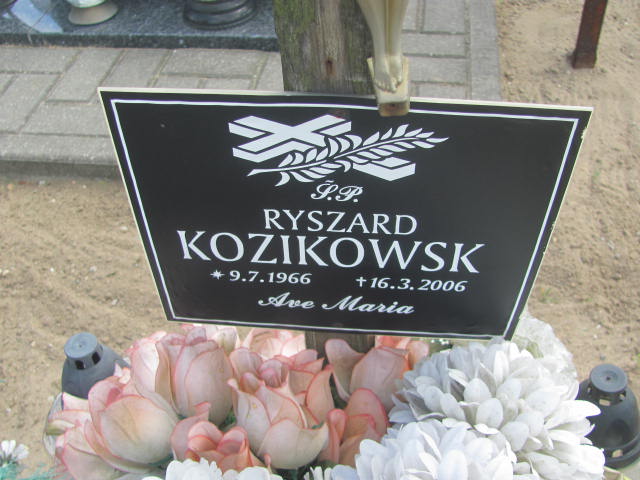 Ś.P.
RYSZARD
KOZIKOWSK
* 9.7.1966 † 16.3.2006
Ave Maria